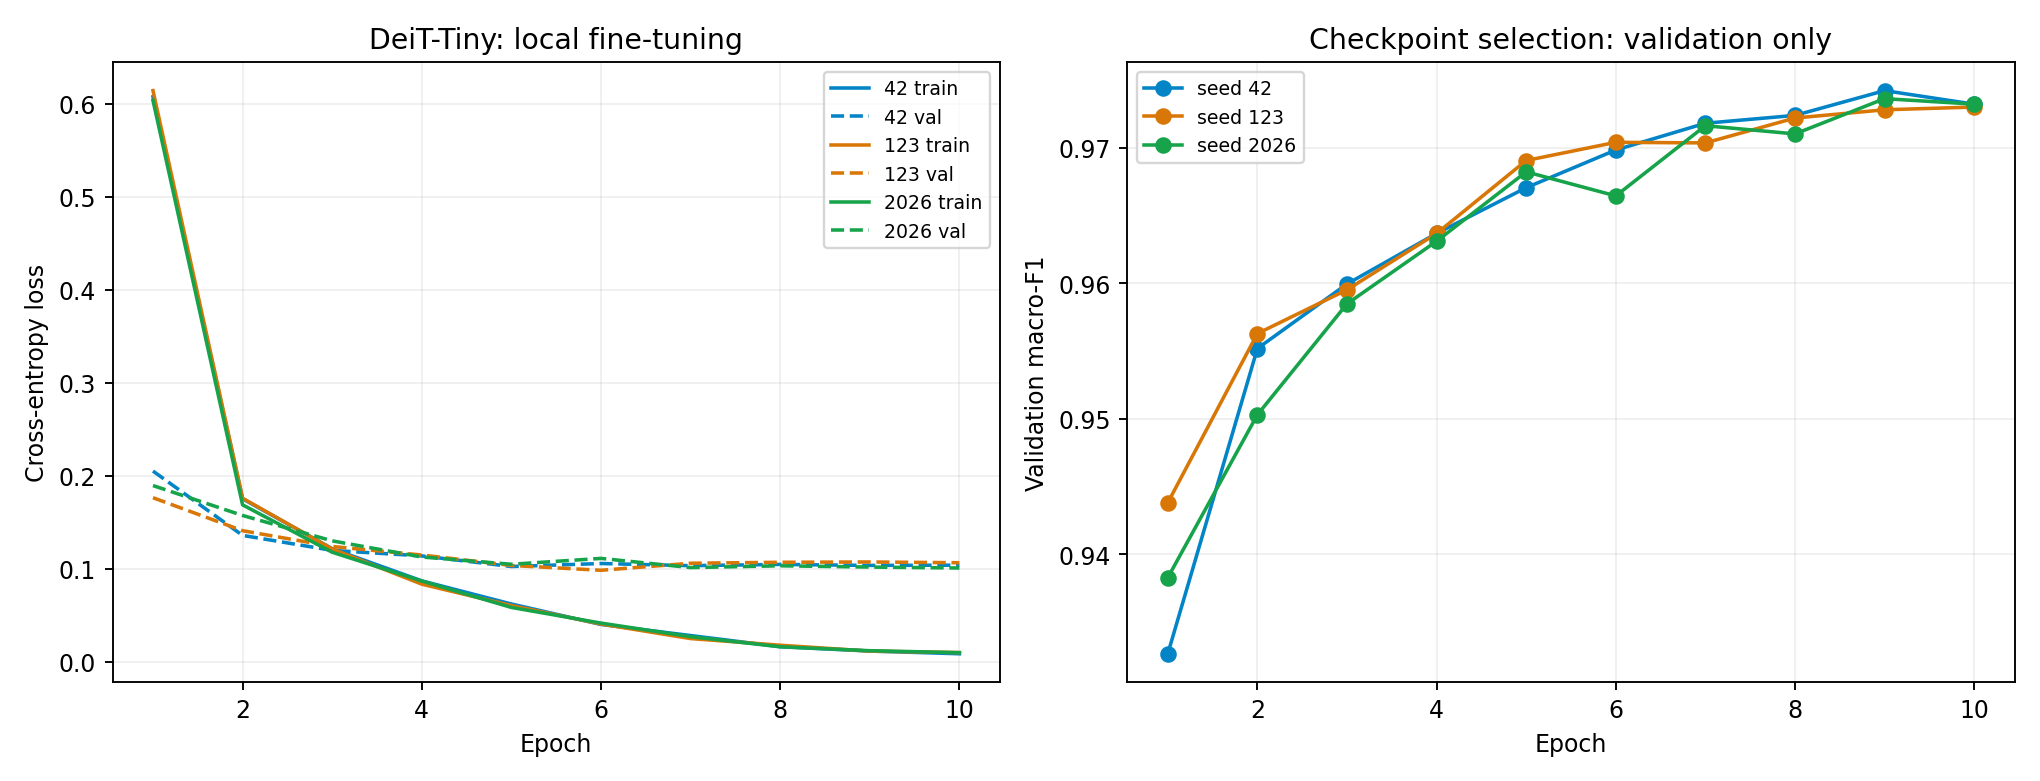 DeiT-Tiny: local fine-tuning
Cross-entropy loss
0.6
0.5
0.4
0.3
0.2
0.1
0.0
42 train
42 val
123 train
123 val
2026 train
2026 val
2 4 6 8 10
Epoch
Checkpoint selection: validation only
Validation macro-F1
0.97
0.96
0.95
0.94
seed 42
seed 123
seed 2026
2 4 6 8 10
Epoch